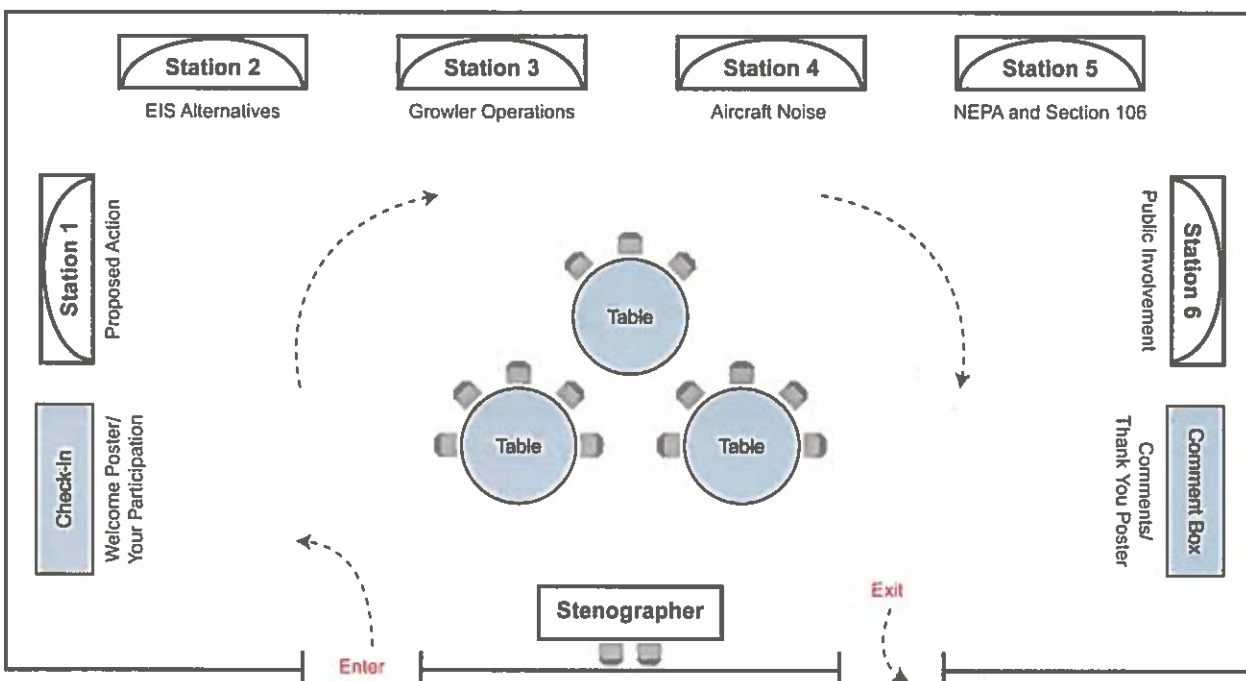 Station 2
EIS Alternatives
Station 3
Growler Operations
Station 4
Aircraft Noise
Station 5
NEPA and Section 106
Station 1
Proposed Action
Station 6
Public Involvement
Table
Table
Table
Check-In
Welcome Poster/
Your Participation
Comment Box
Comments/
Thank You Poster
Stenographer
Enter
Exit